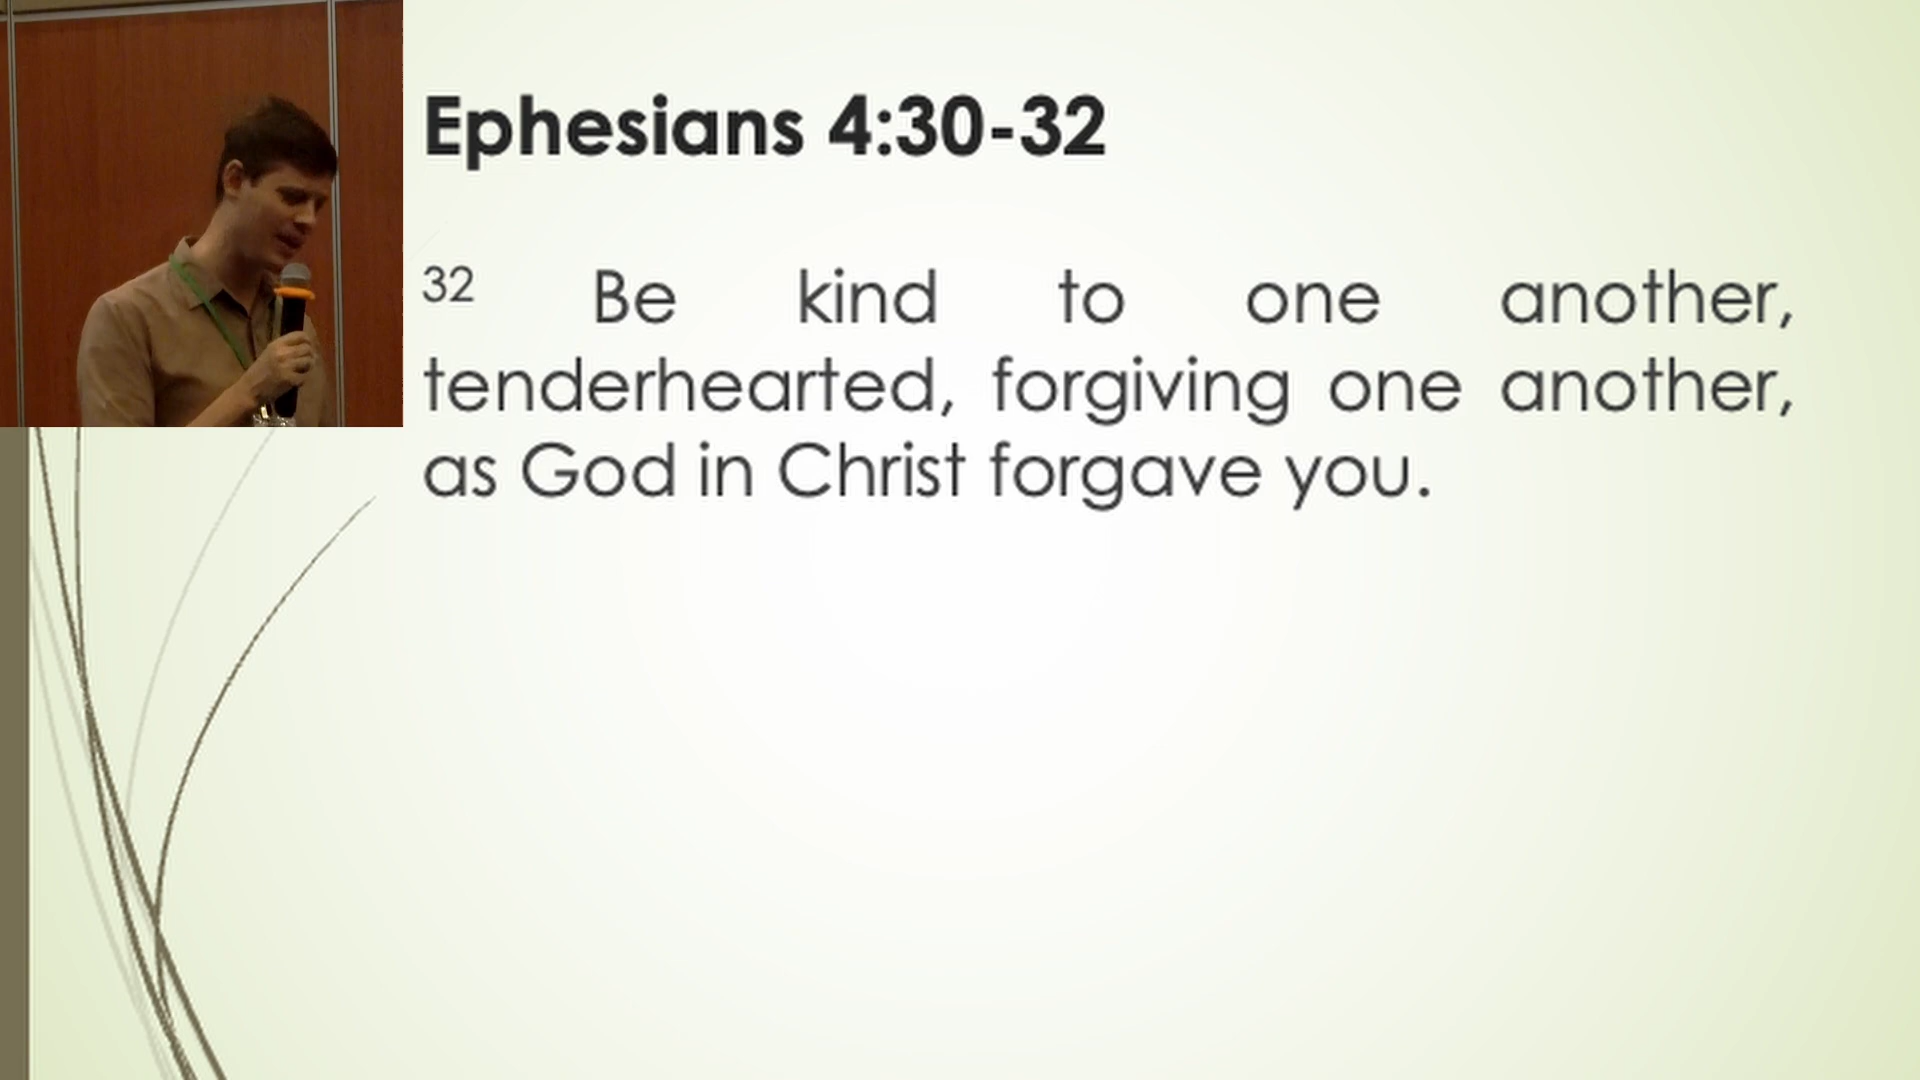 Ephesians 4:30-32
32 Be kind to one another,
tenderhearted, forgiving one another,
as God in Christ forgave you.